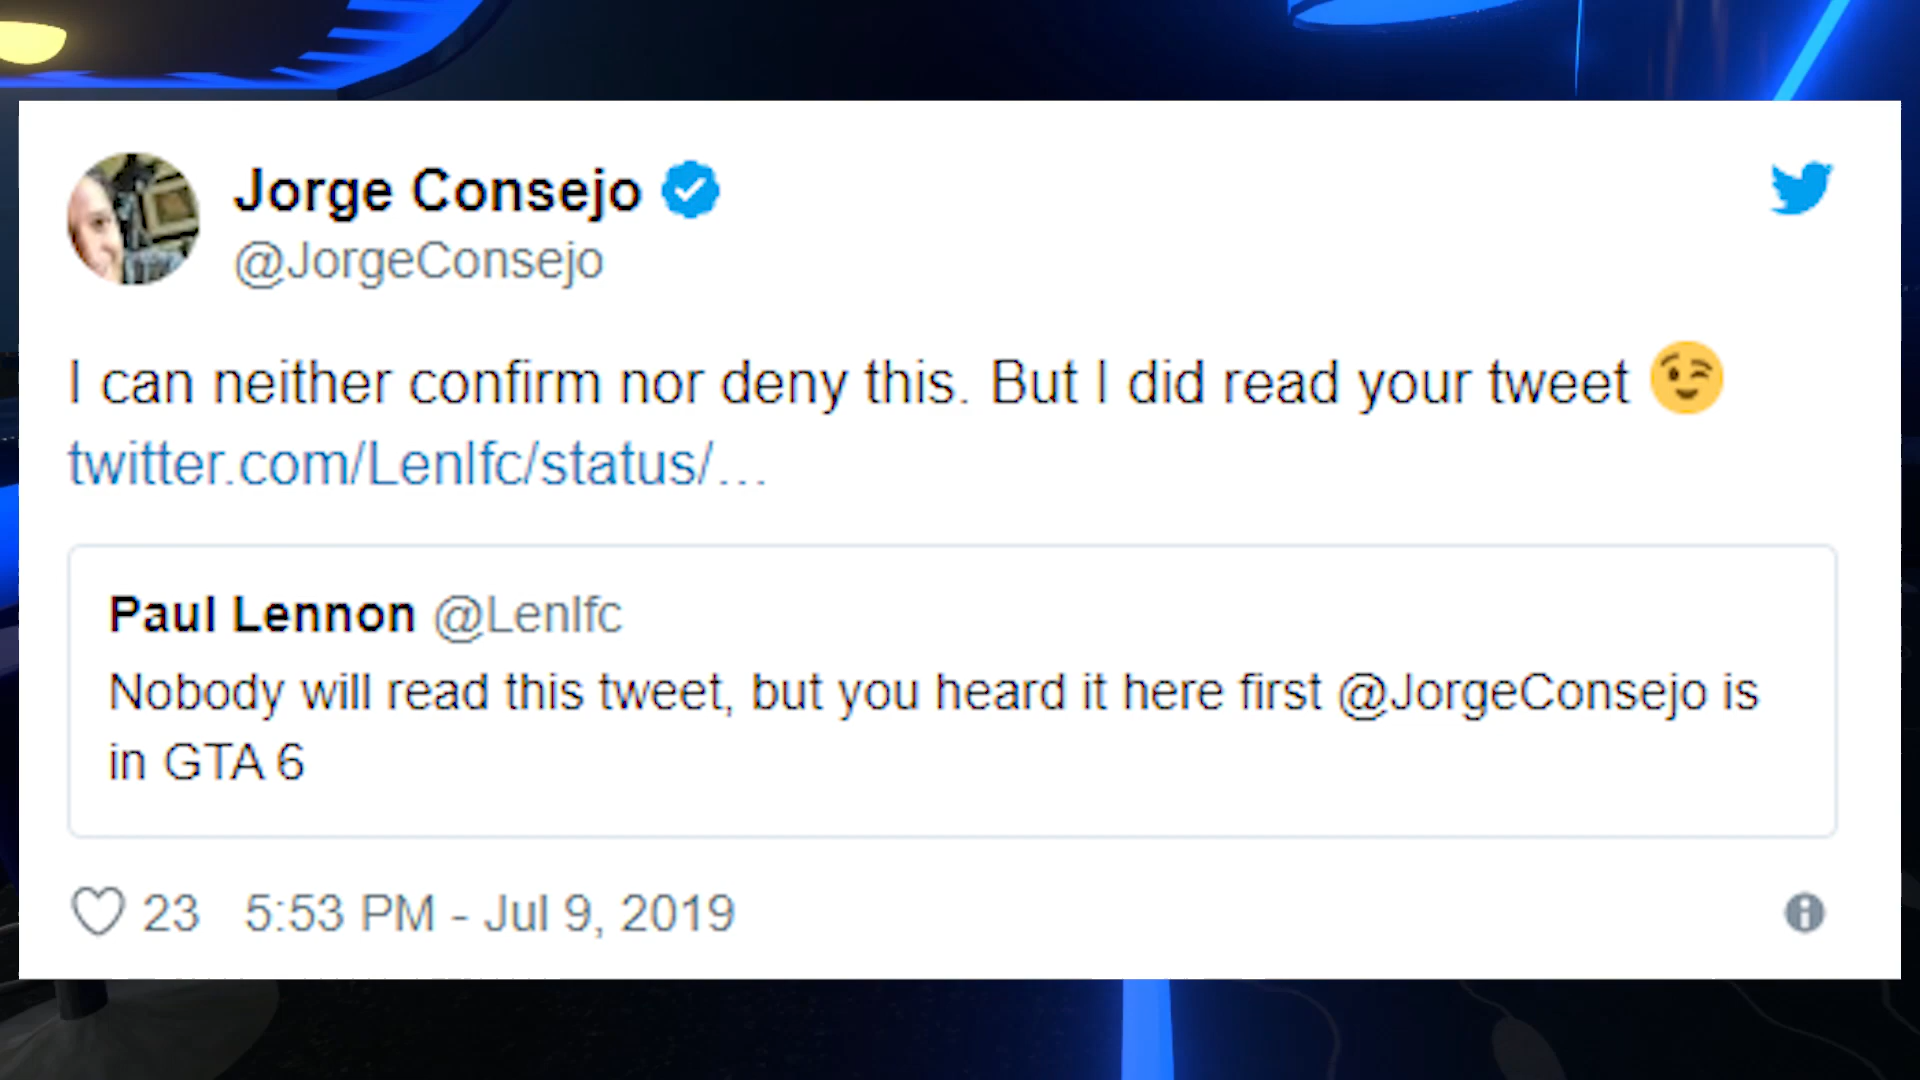 Jorge Consejo
@JorgeConsejo
I can neither confirm nor deny this. But I did read your tweet 😉
twitter.com/Lenlfc/status/...
Paul Lennon @Lenlfc
Nobody will read this tweet, but you heard it here first @JorgeConsejo is
in GTA 6
23 5:53 PM - Jul 9, 2019